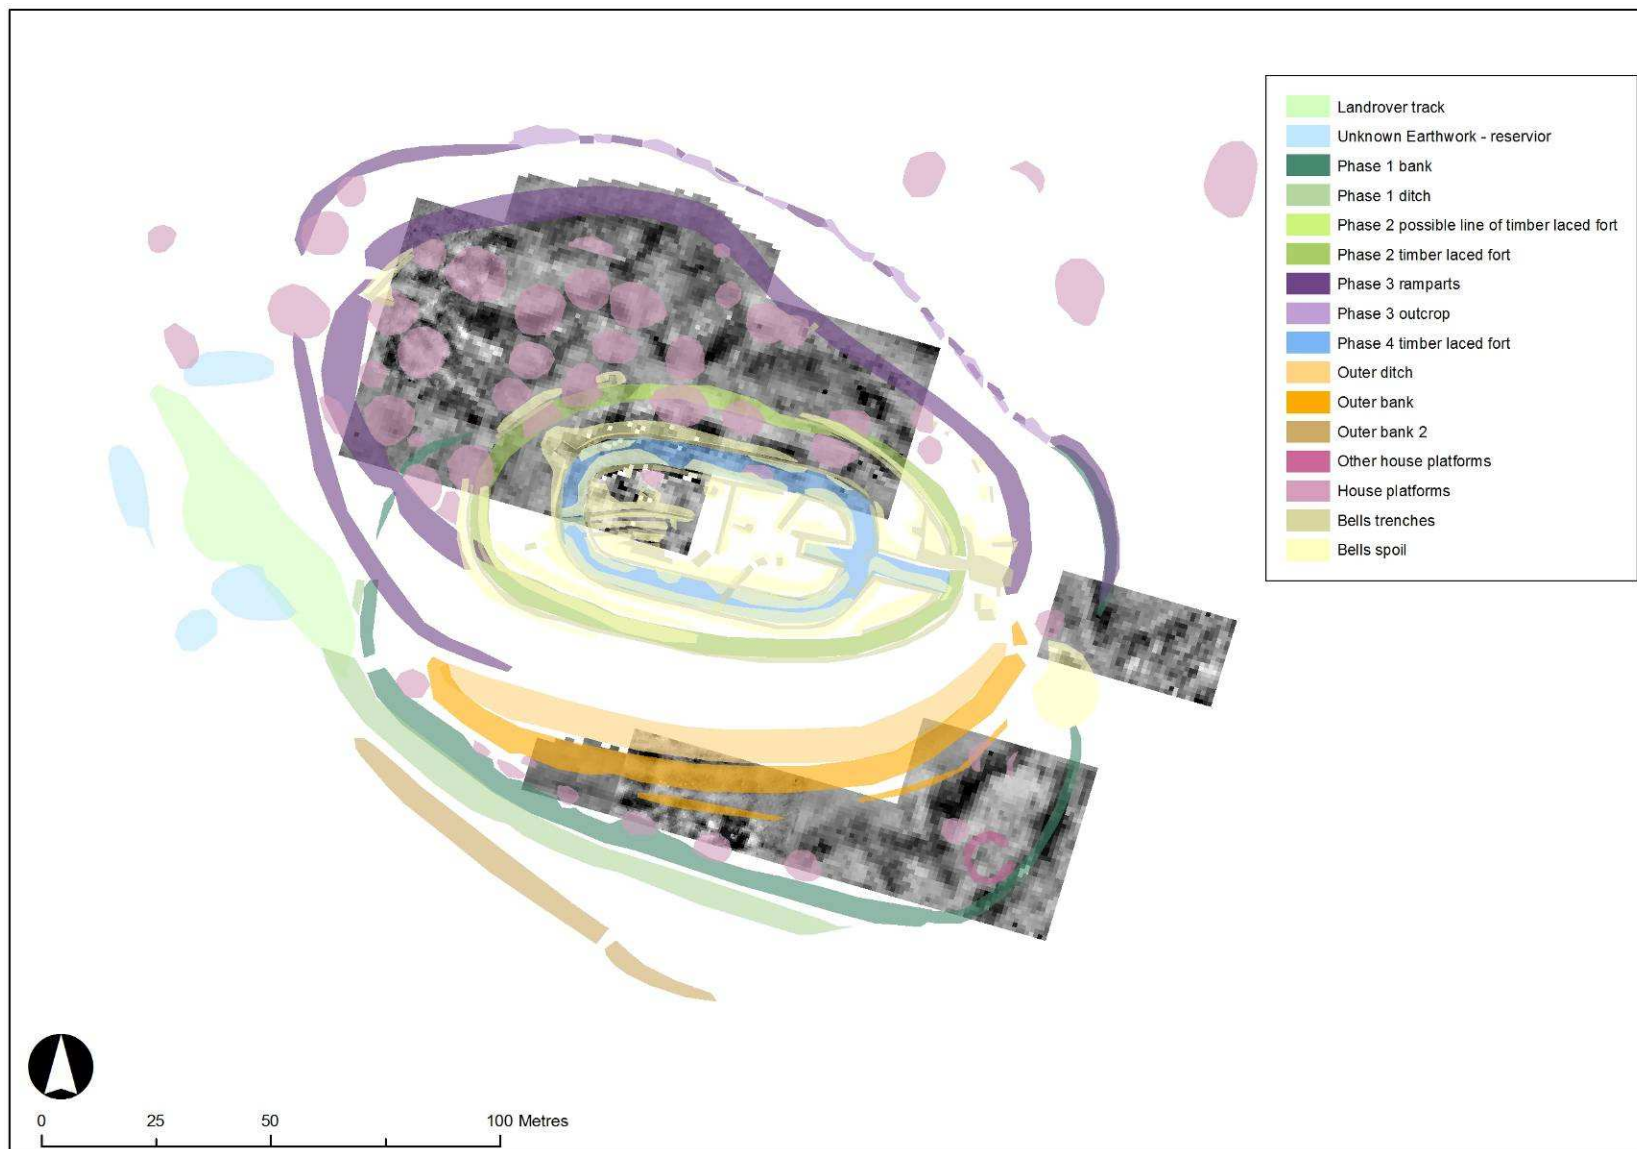 Landrover track
Unknown Earthwork - reservior
Phase 1 bank
Phase 1 ditch
Phase 2 possible line of timber laced fort
Phase 2 timber laced fort
Phase 3 ramparts
Phase 3 outcrop
Phase 4 timber laced fort
Outer ditch
Outer bank
Outer bank 2
Other house platforms
House platforms
Bells trenches
Bells spoil
0 25 50 100 Metres